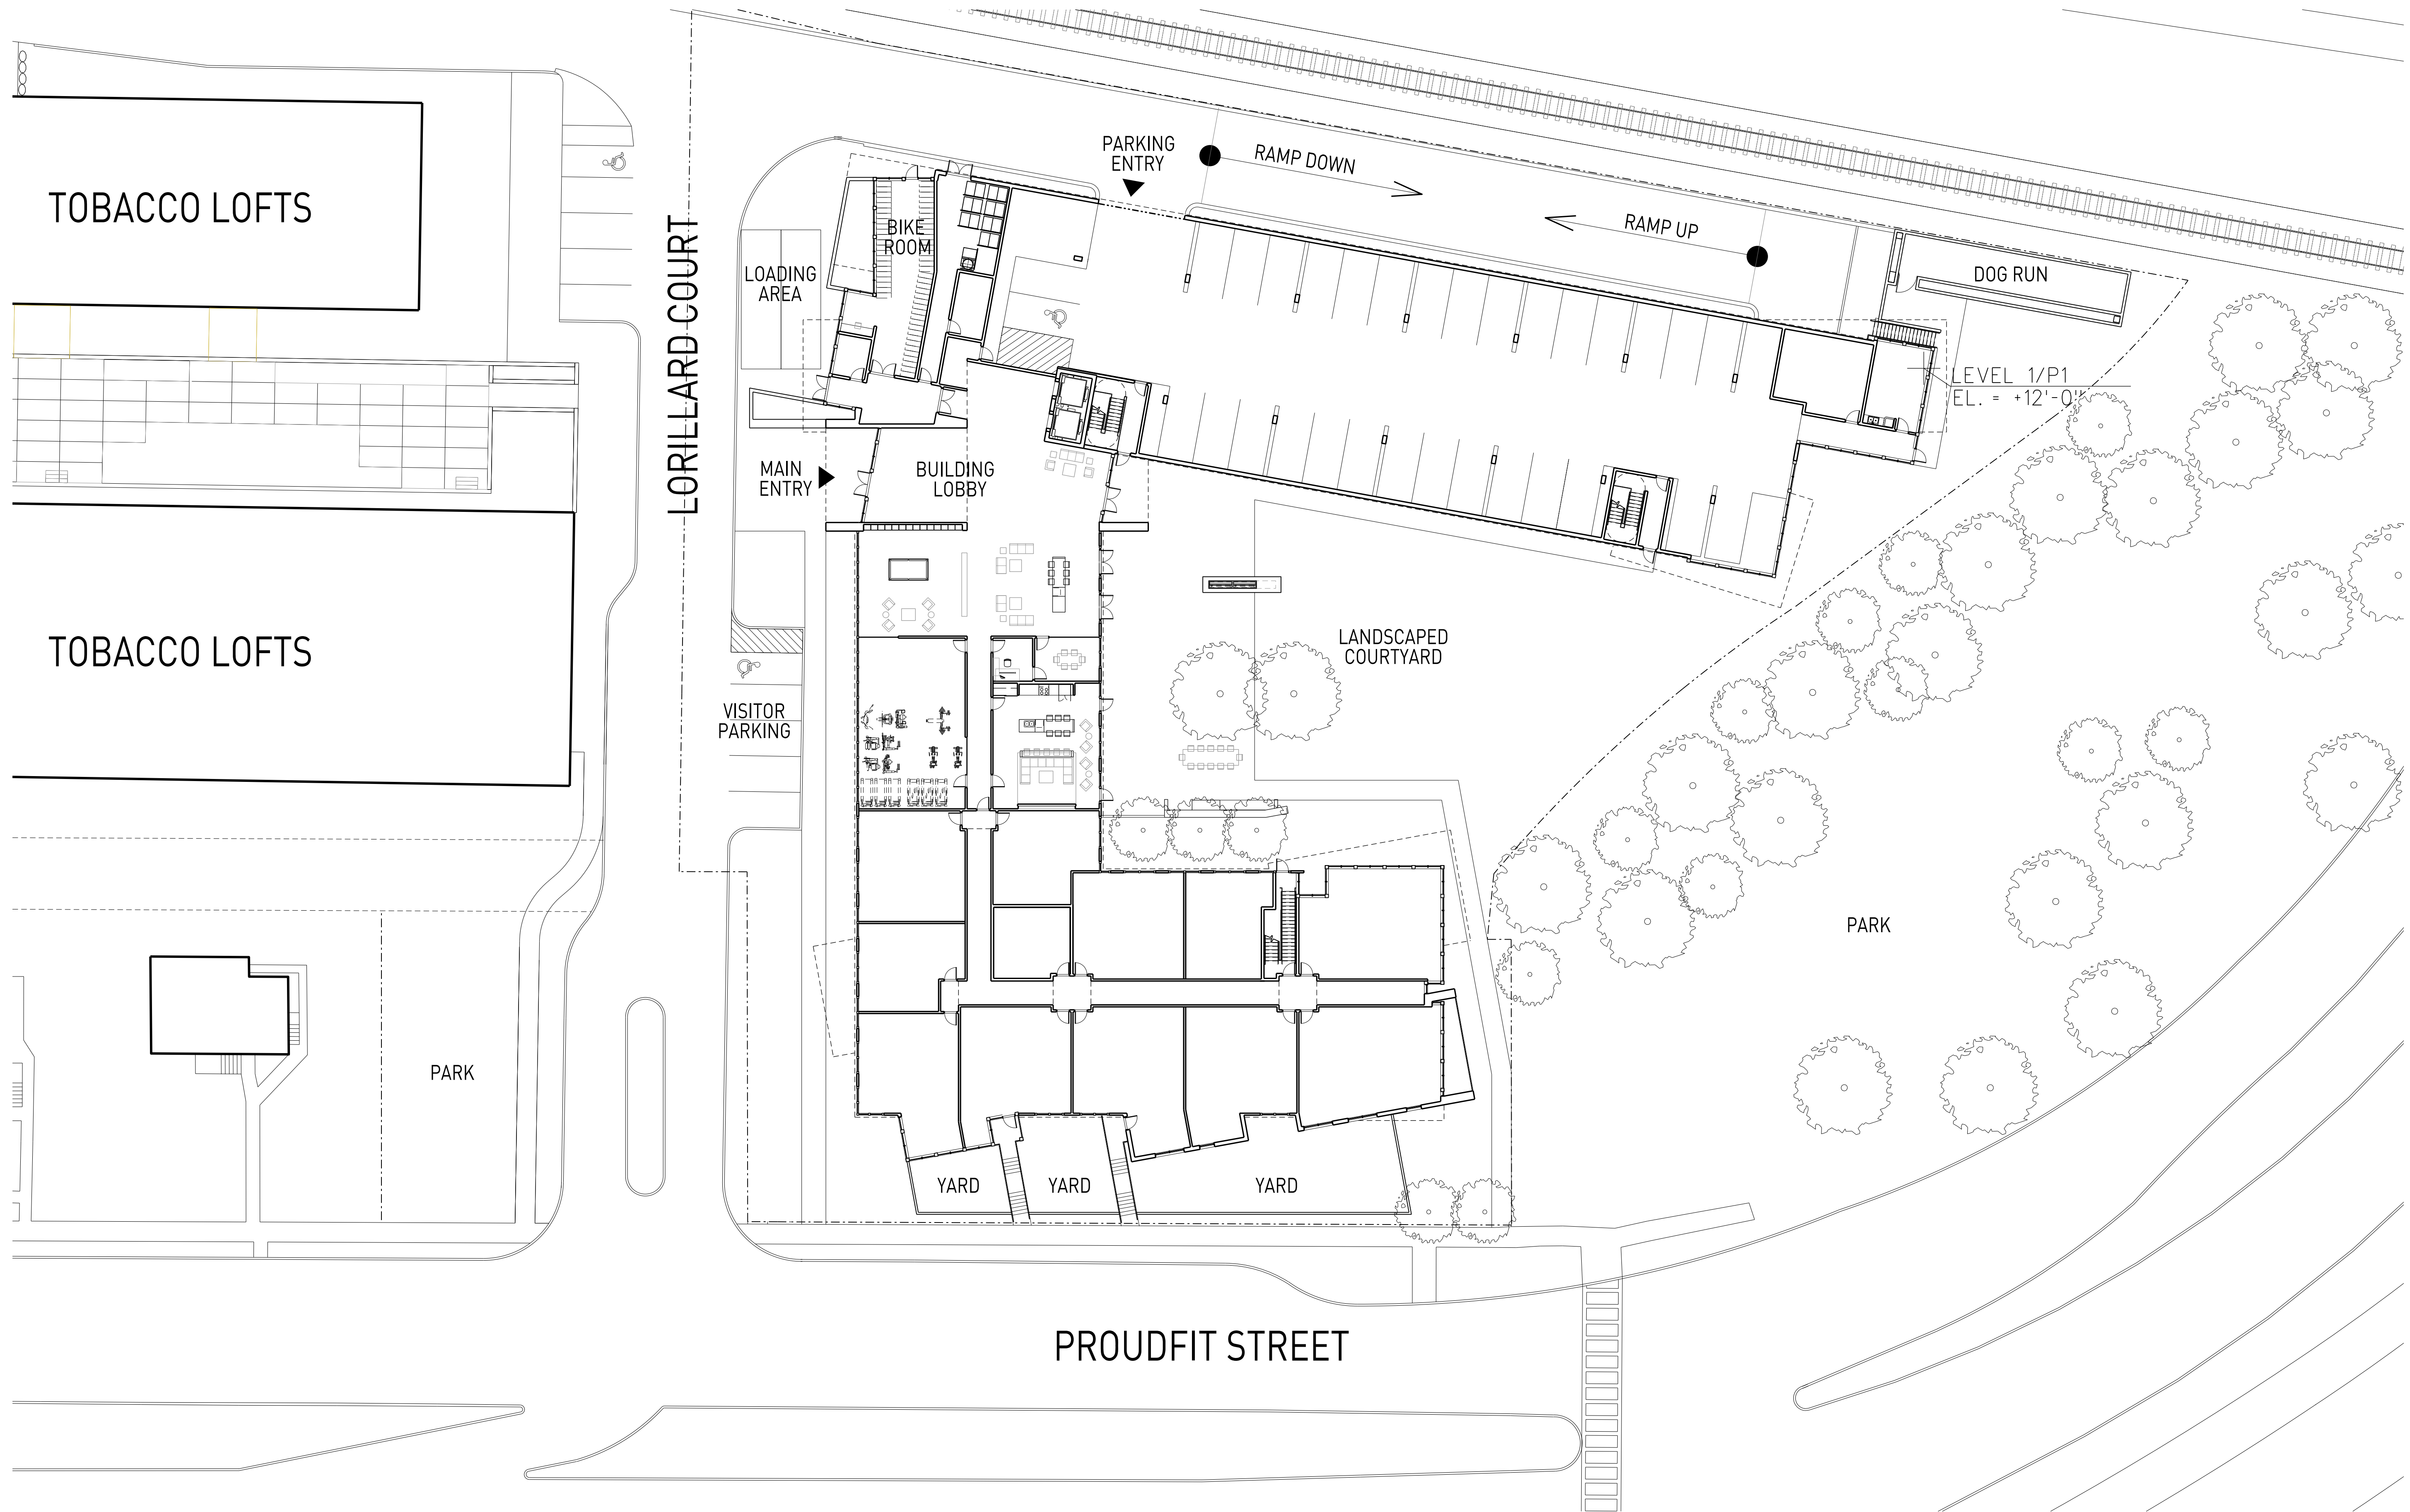 PARKING
ENTRY
RAMP DOWN
TOBACCO LOFTS
LORILLARD COURT
BIKE
ROOM
RAMP UP
LOADING
AREA
DOG RUN
LEVEL 1/P1
EL. = +12'-0"
MAIN
ENTRY
BUILDING
LOBBY
TOBACCO LOFTS
LANDSCAPED
COURTYARD
VISITOR
PARKING
PARK
PARK
YARD
YARD
YARD
PROUDFIT STREET